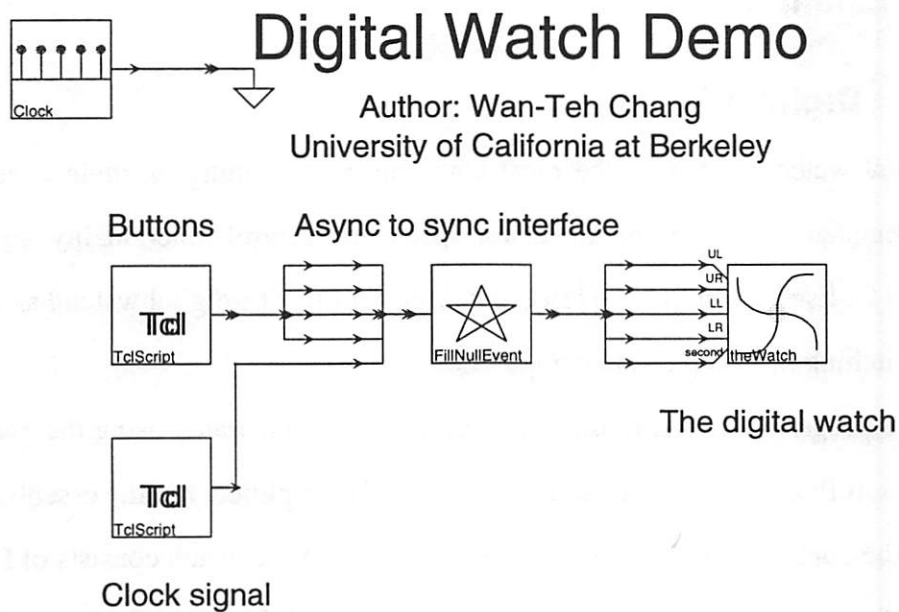 Digital Watch Demo
Clock
Author: Wan-Teh Chang
University of California at Berkeley
Buttons
Async to sync interface
Tcl
TclScript
FillNullEvent
UL
UR
LL
LR
second
theWatch
The digital watch
Tcl
TclScript
Clock signal